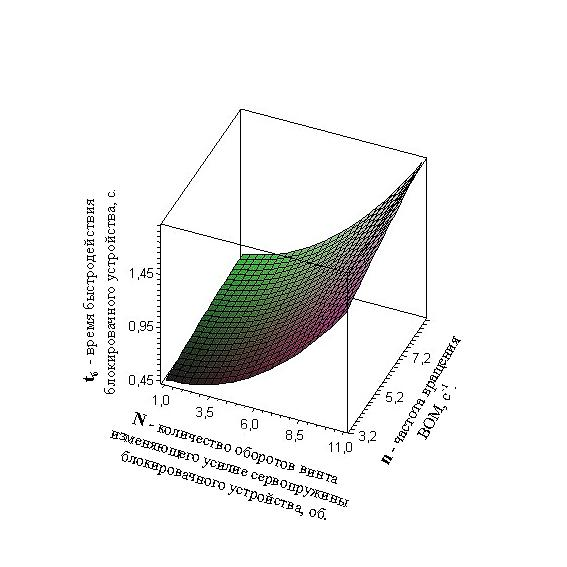 t б - время быстродействия
блокировачного устройства, с.
1,45
0,95
0,45
1,0
3,5
6,0
8,5
11,0
N - количество оборотов винта
изменяющего усилие сервопружины
блокировачного устройства, об.
3,2
5,2
7,2
n - частота вращения
ВОМ, с⁻¹.